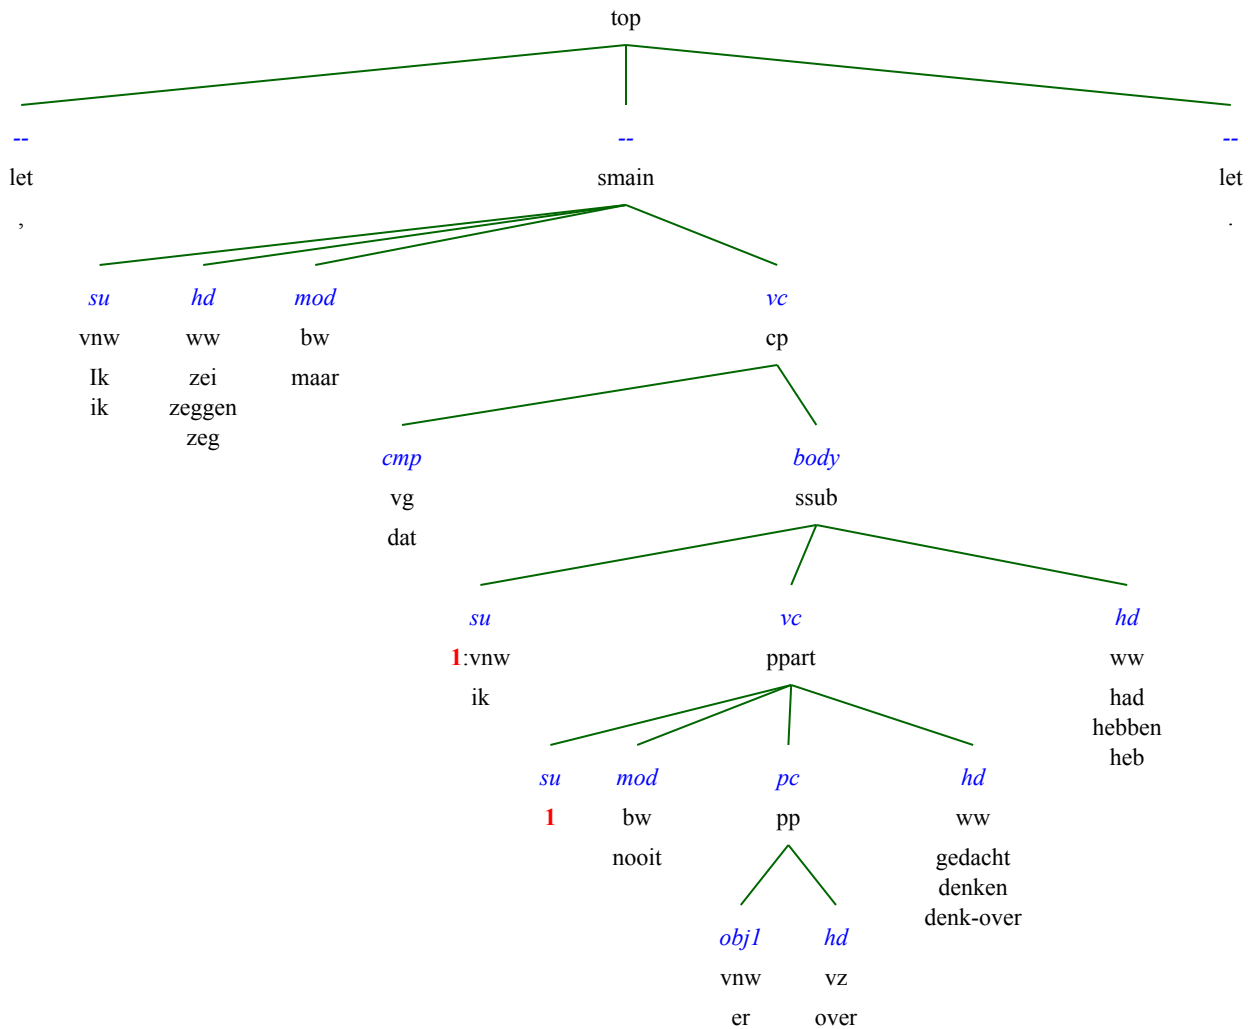 top
-- -- --
let smain let
, .
su hd mod vc
vnw ww bw cp
Ik zei maar
ik zeggen
zeg
cmp body
vg ssub
dat
su vc hd
1:vnw ppart ww
ik had
hebben
heb
su mod pc hd
1 bw pp ww
nooit gedacht
denken
denk-over
obj1 hd
vnw vz
er over